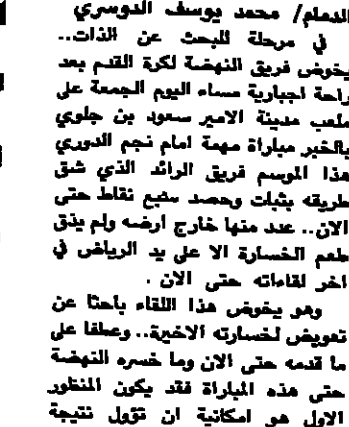 الدمام/ محمد يوسف الدوسري
في مرحلة للبحث عن الذات..
يخوض فريق النهضة لكرة القدم بعد
راحة اجبارية مساء اليوم الجمعة على
ملعب مدينة الامير سعود بن جلوي
بالخبر مباراة مهمة امام نجم الدوري
هذا الموسم فريق الرائد الذي شق
طريقه بثبات وحصد سبع نقاط حتى
الان.. عدد منها خارج ارضه ولم يذق
طعم الخسارة الا على يد الرياض في
اخر لقاءاته حتى الان .
وهو يخوض هذا اللقاء باحثا عن
تعويض لخسارته الاخيرة.. وعطفا على
ما قدمه حتى الان وما خسره النهضة
حتى هذه المباراة فقد يكون المنظور
الاول هو امكانية ان تؤول نتيجة